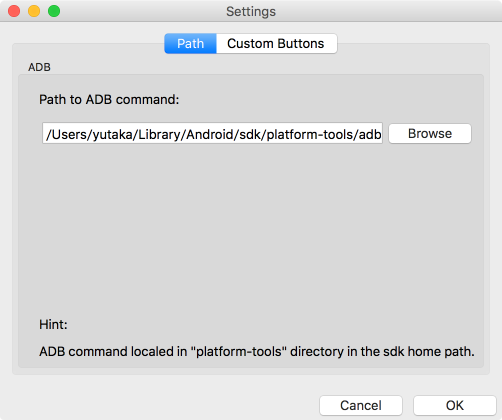 Settings
Path Custom Buttons
ADB
Path to ADB command:
/Users/yutaka/Library/Android/sdk/platform-tools/adb Browse
Hint:
ADB command localed in "platform-tools" directory in the sdk home path.
Cancel OK